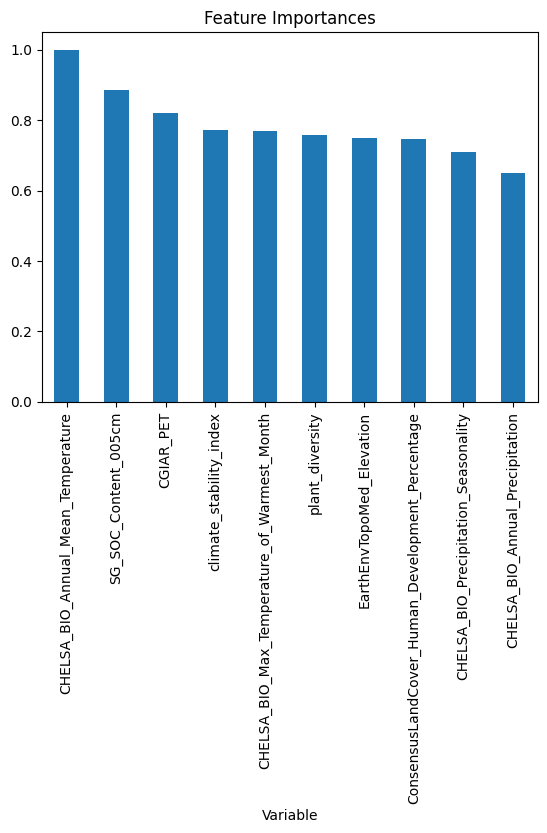 Feature Importances
1.0
0.8
0.6
0.4
0.2
0.0
CHELSA_BIO_Annual_Mean_Temperature
SG_SOC_Content_005cm
CGIAR_PET
climate_stability_index
CHELSA_BIO_Max_Temperature_of_Warmest_Month
plant_diversity
EarthEnvTopoMed_Elevation
ConsensusLandCover_Human_Development_Percentage
CHELSA_BIO_Precipitation_Seasonality
CHELSA_BIO_Annual_Precipitation
Variable